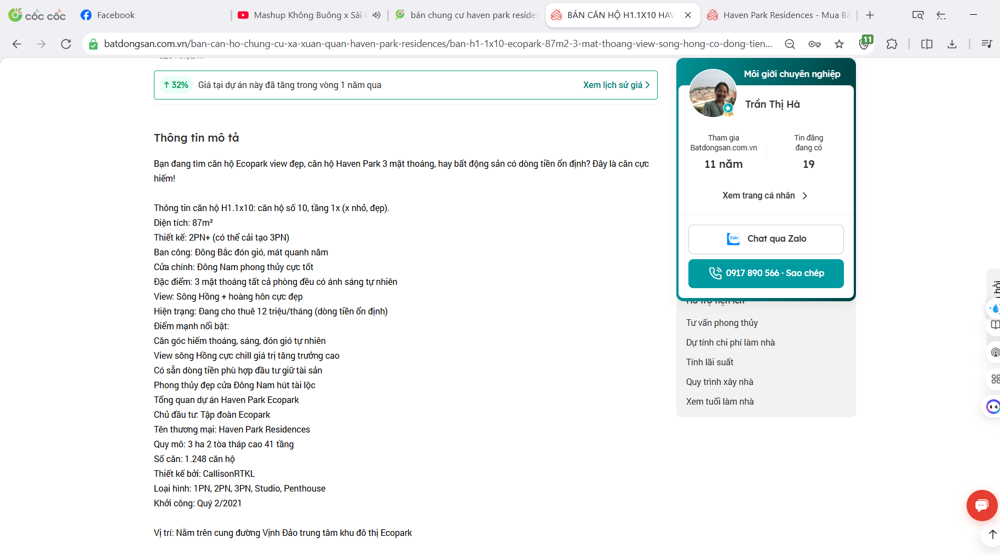 cốc cốc
Facebook
Mashup Không Buông x Sài
bán chung cư haven park reside
BÁN CĂN HỘ H1.1X10 HAV
Haven Park Residences - Mua Bá
batdongsan.com.vn/ban-can-ho-chung-cu-xa-xuan-quan-haven-park-residences/ban-h1-1x10-ecopark-87m2-3-mat-thoang-view-song-hong-co-dong-tien...
11
32%
Giá tại dự án này đã tăng trong vòng 1 năm qua
Xem lịch sử giá
Thông tin mô tả
Bạn đang tìm căn hộ Ecopark view đẹp, căn hộ Haven Park 3 mặt thoáng, hay bất động sản có dòng tiền ổn định? Đây là căn cực
hiếm!
Thông tin căn hộ H1.1x10: căn hộ số 10, tầng 1x (x nhỏ, đẹp).
Diện tích: 87m²
Thiết kế: 2PN+ (có thể cải tạo 3PN)
Ban công: Đông Bắc đón gió, mát quanh năm
Cửa chính: Đông Nam phong thủy cực tốt
Đặc điểm: 3 mặt thoáng tất cả phòng đều có ánh sáng tự nhiên
View: Sông Hồng + hoàng hôn cực đẹp
Hiện trạng: Đang cho thuê 12 triệu/tháng (dòng tiền ổn định)
Điểm mạnh nổi bật:
Căn góc hiếm thoáng, sáng, đón gió tự nhiên
View sông Hồng cực chill giá trị tăng trưởng cao
Có sẵn dòng tiền phù hợp đầu tư giữ tài sản
Phong thủy đẹp cửa Đông Nam hút tài lộc
Tổng quan dự án Haven Park Ecopark
Chủ đầu tư: Tập đoàn Ecopark
Tên thương mại: Haven Park Residences
Quy mô: 3 ha 2 tòa tháp cao 41 tầng
Số căn: 1.248 căn hộ
Thiết kế bởi: CallisonRTKL
Loại hình: 1PN, 2PN, 3PN, Studio, Penthouse
Khởi công: Quý 2/2021
Vị trí: Nằm trên cung đường Vịnh Đảo trung tâm khu đô thị Ecopark
Môi giới chuyên nghiệp
Trần Thị Hà
Tham gia
Batdongsan.com.vn
11 năm
Tin đăng
đang có
19
Xem trang cá nhân
Zalo
Chat qua Zalo
0917 890 566 · Sao chép
Tư vấn phong thủy
Dự tính chi phí làm nhà
Tính lãi suất
Quy trình xây nhà
Xem tuổi làm nhà